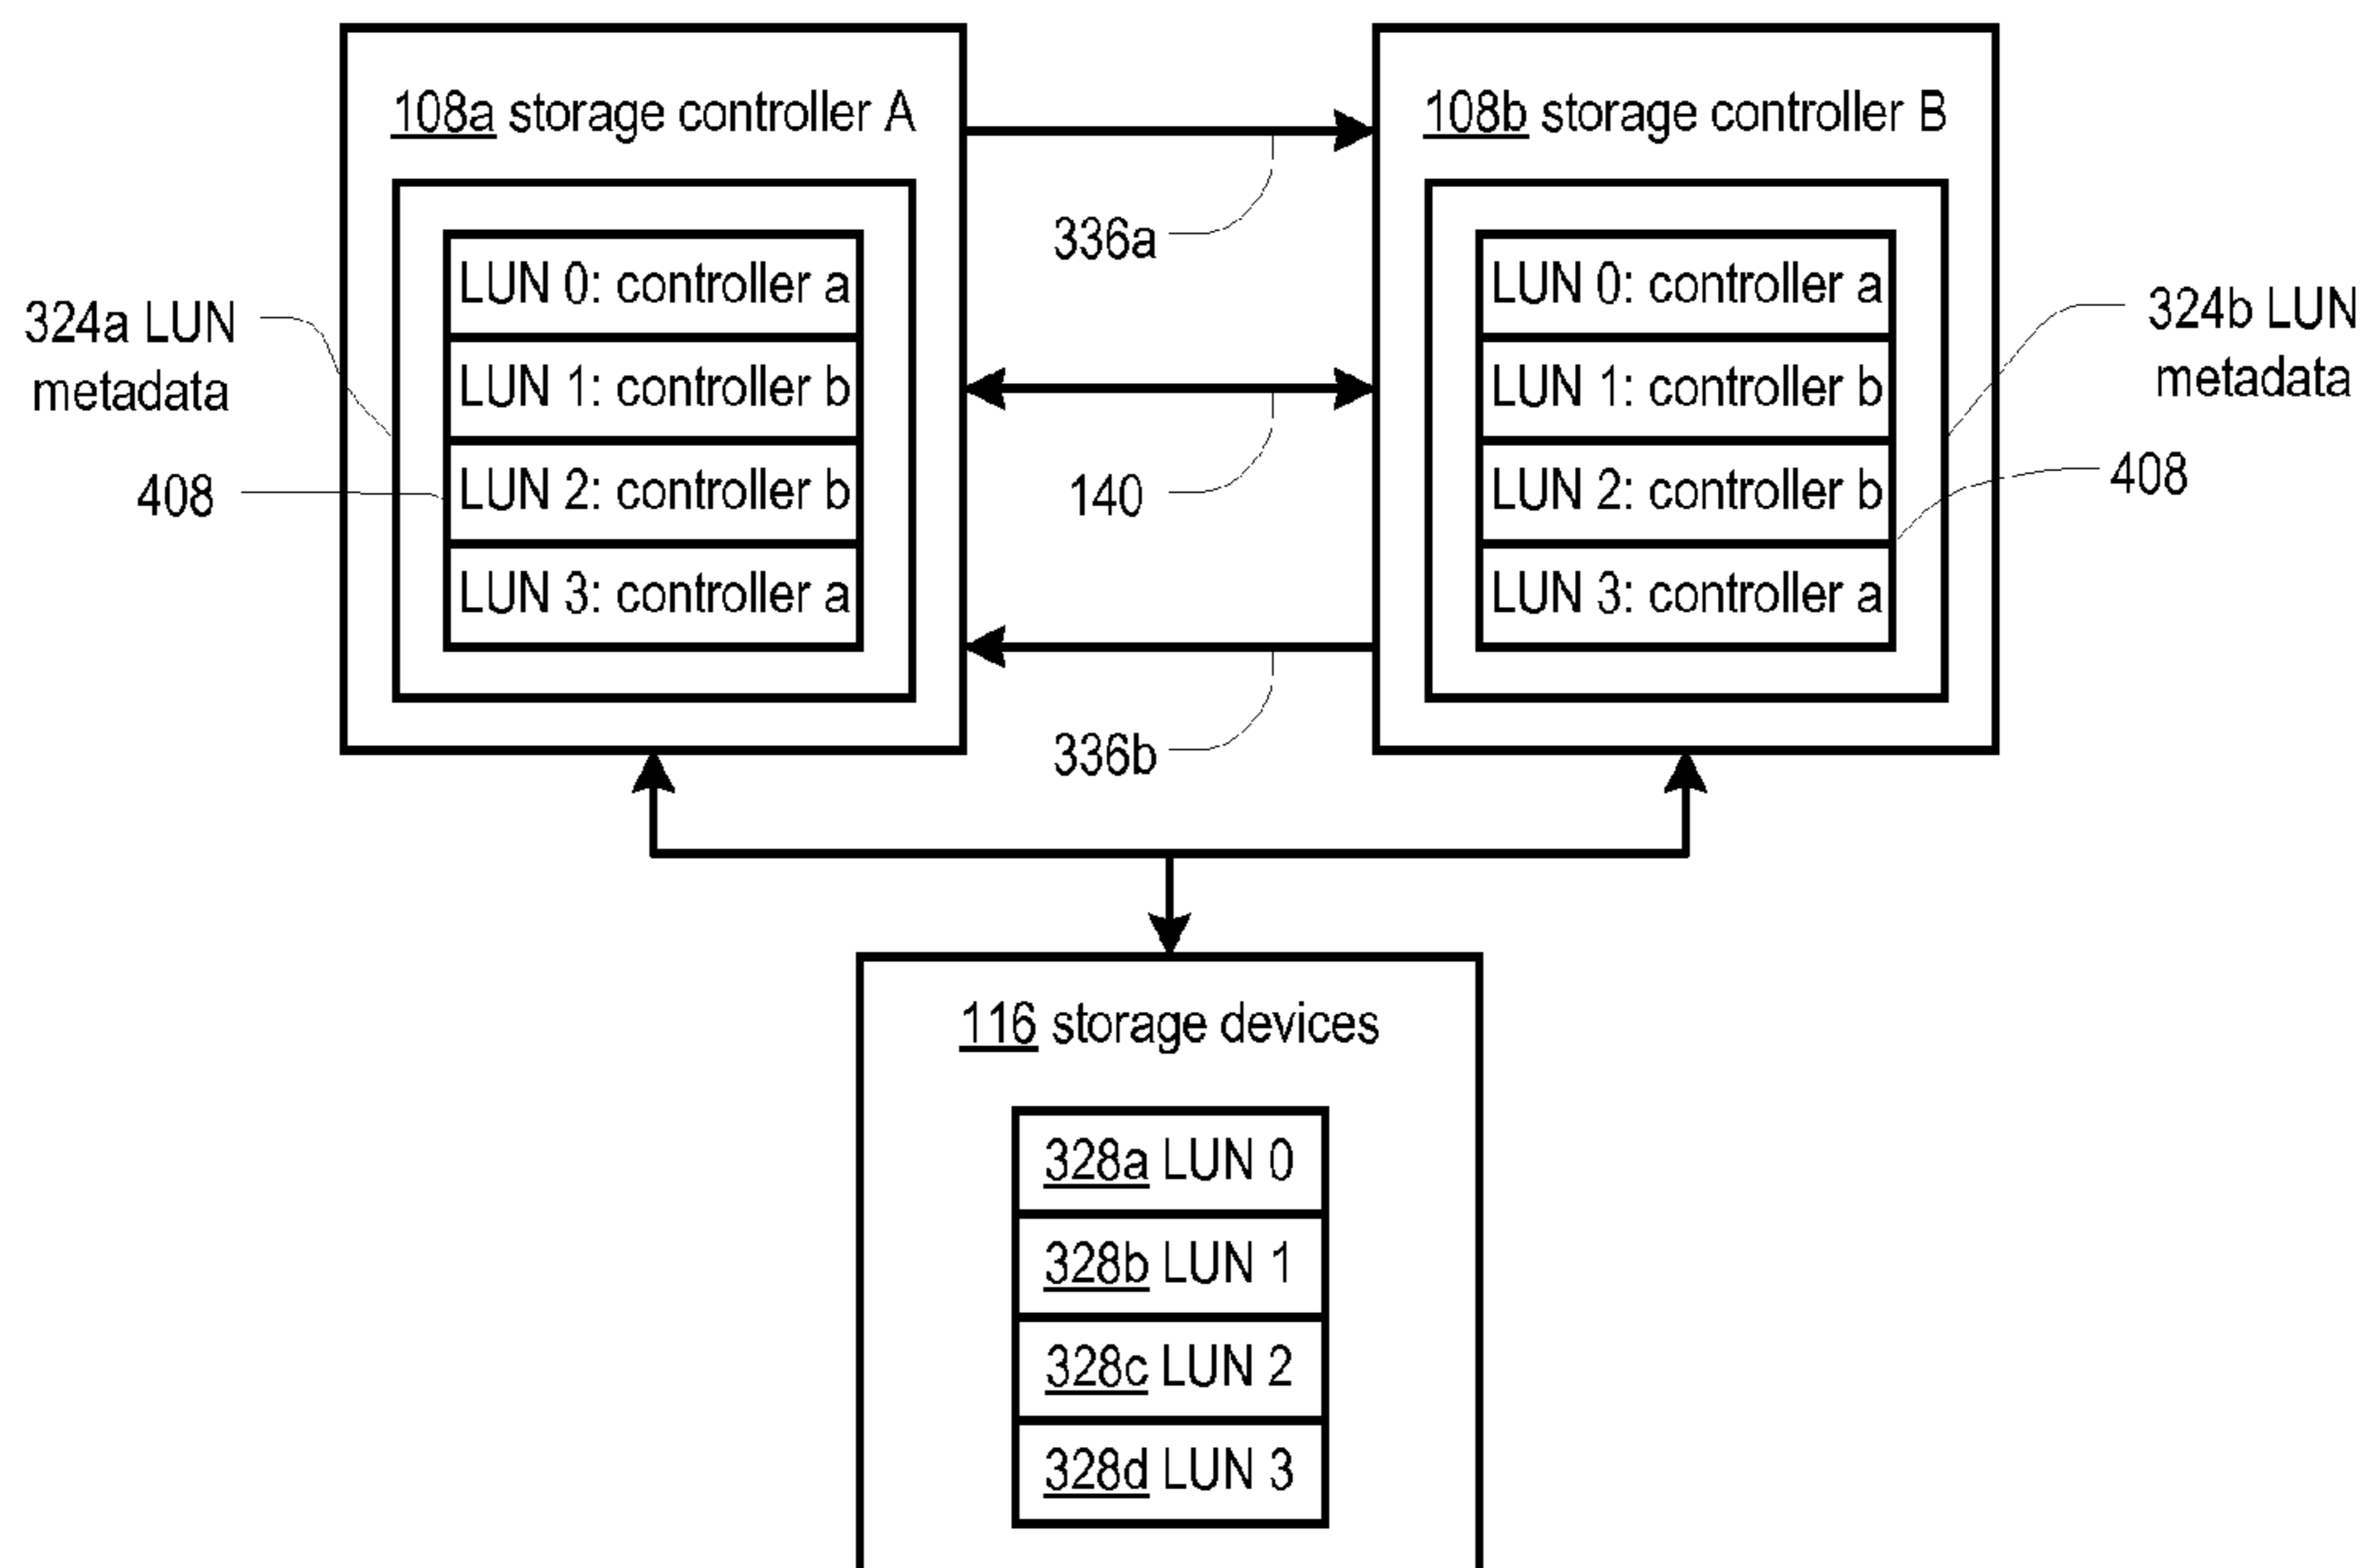 108a storage controller A
108b storage controller B
336a
LUN 0: controller a
LUN 1: controller b
LUN 2: controller b
LUN 3: controller a
LUN 0: controller a
LUN 1: controller b
LUN 2: controller b
LUN 3: controller a
324a LUN
metadata
324b LUN
metadata
408
140
408
336b
116 storage devices
328a LUN 0
328b LUN 1
328c LUN 2
328d LUN 3